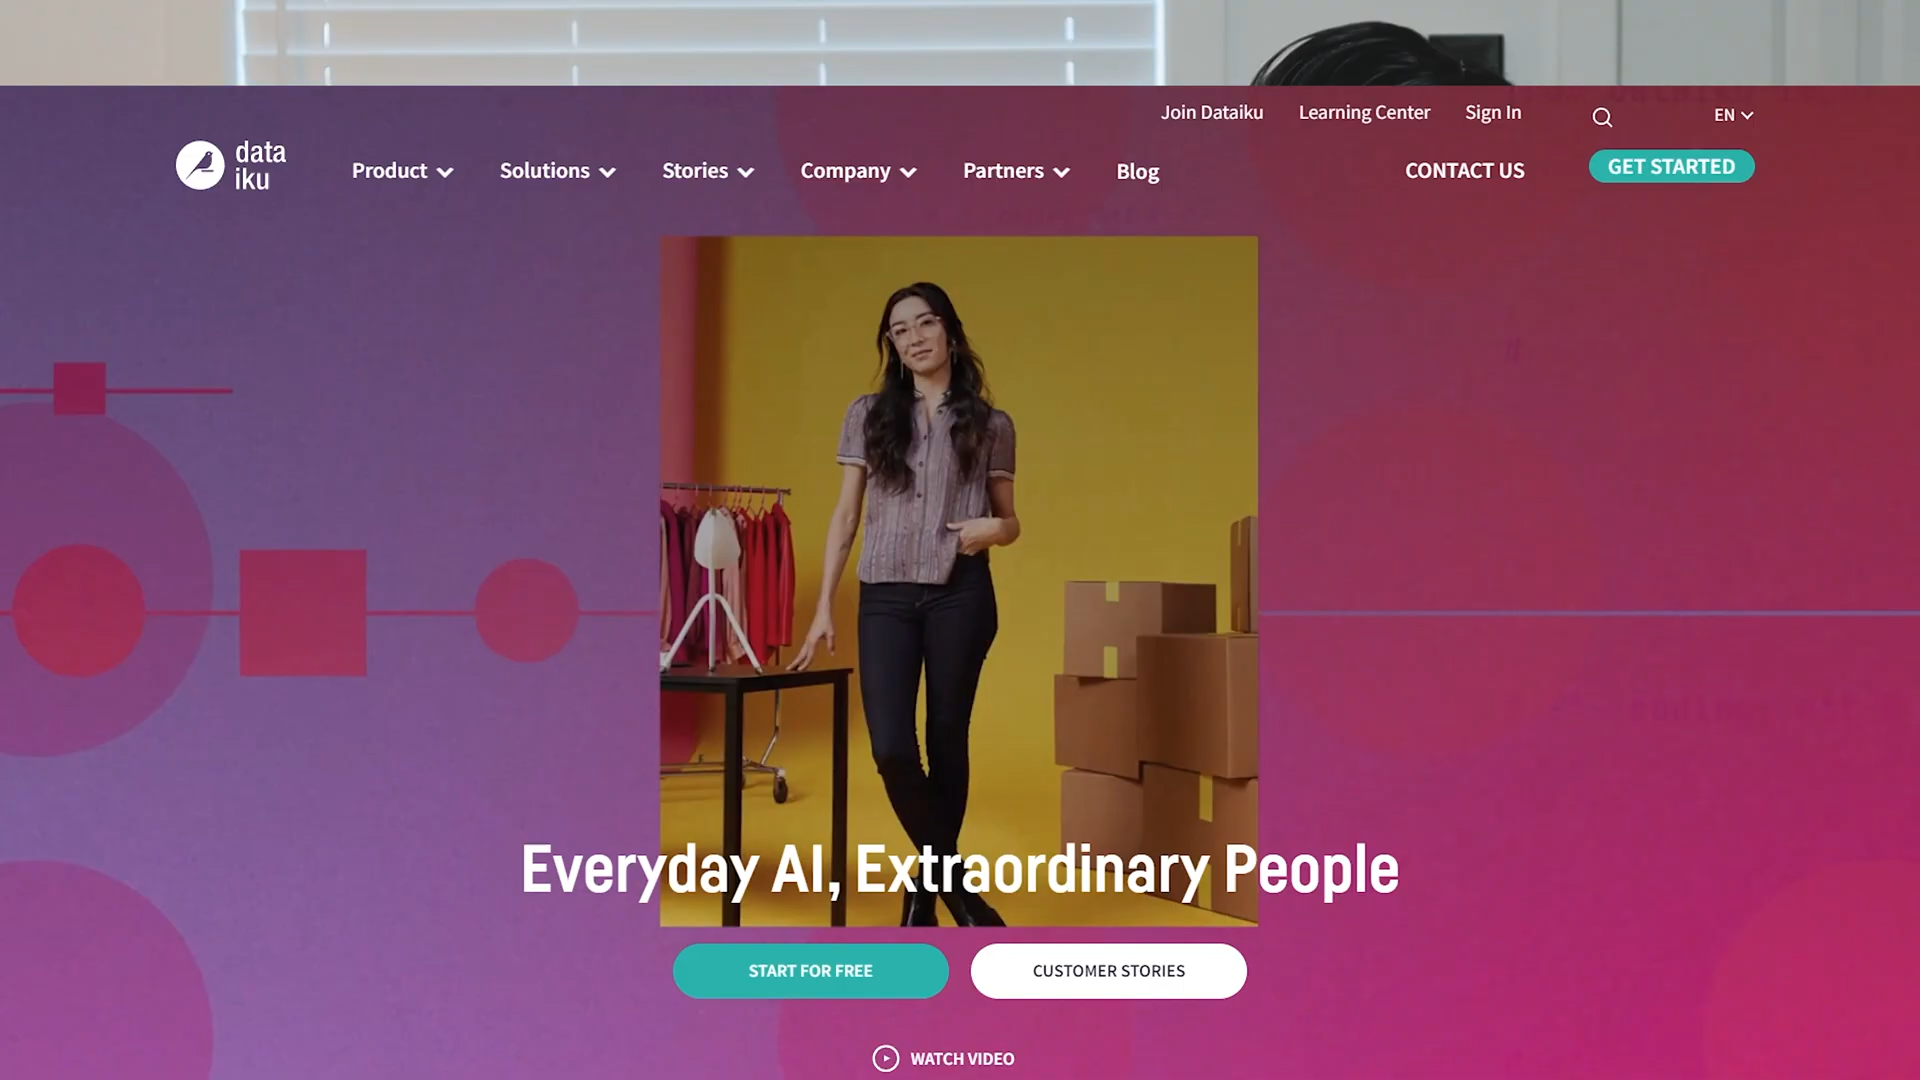 Join Dataiku Learning Center Sign In EN
data
iku
Product Solutions Stories Company Partners Blog CONTACT US GET STARTED
Everyday AI, Extraordinary People
START FOR FREE CUSTOMER STORIES
WATCH VIDEO